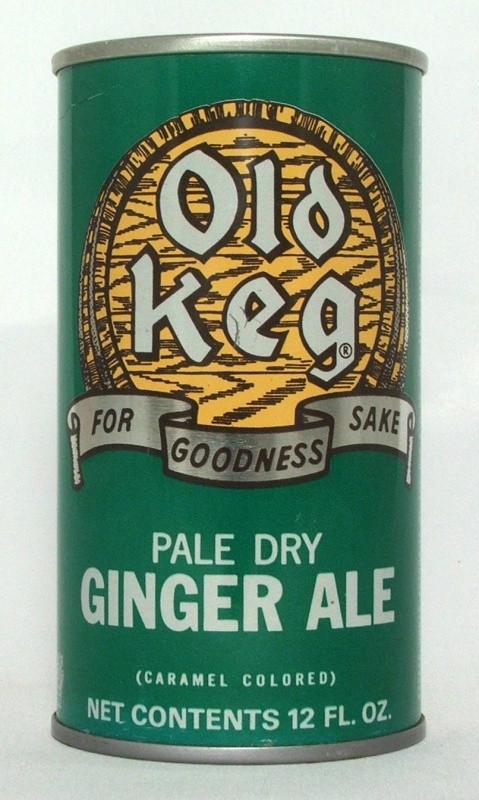 Old
Keg®
FOR GOODNESS SAKE
PALE DRY
GINGER ALE
(CARAMEL COLORED)
NET CONTENTS 12 FL. OZ.